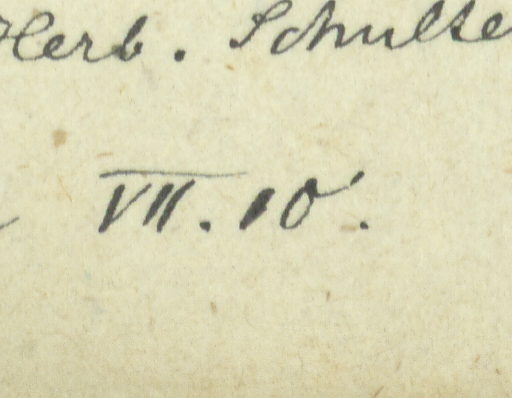 Herb. Schulte
VII. 10.